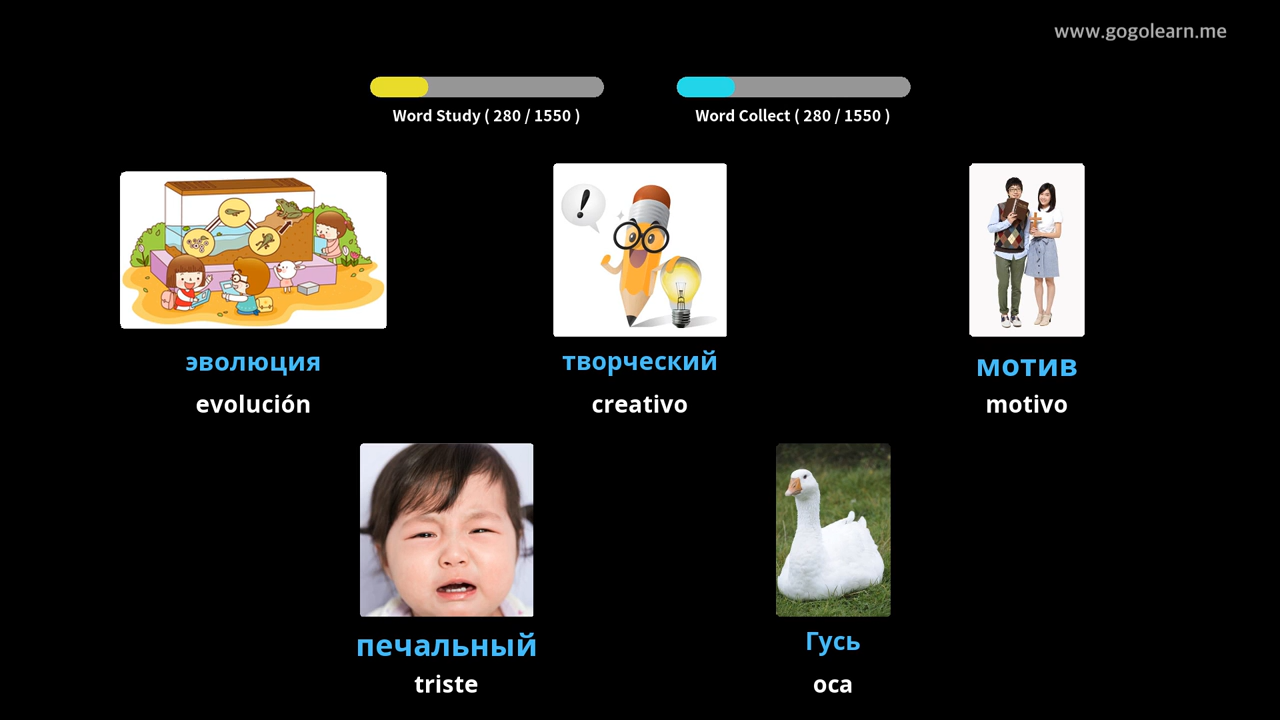 www.gogolearn.me
Word Study ( 280 / 1550 )
Word Collect ( 280 / 1550 )
эволюция
evolución
творческий
creativo
мотив
motivo
печальный
triste
Гусь
oca